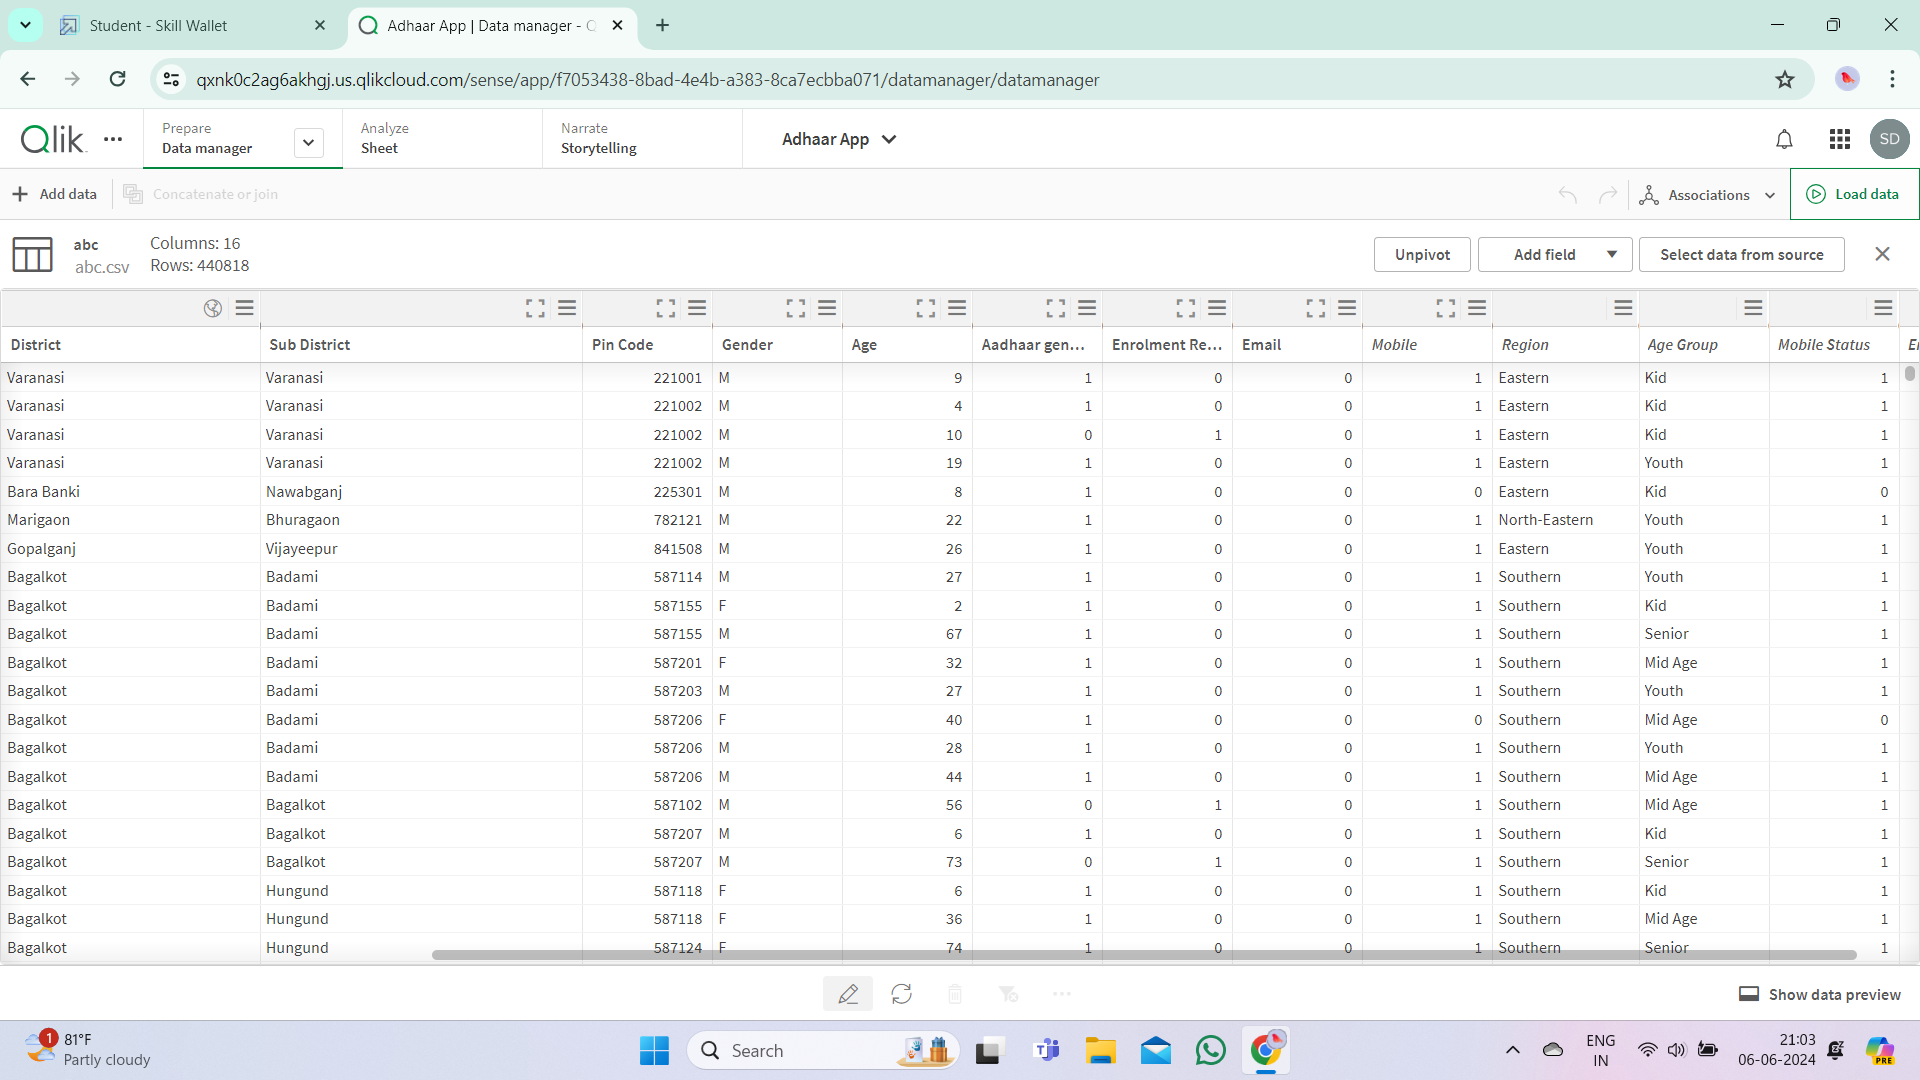 Student - Skill Wallet
Adhaar App | Data manager - Q
qxnk0c2ag6akhgj.us.qlikcloud.com/sense/app/f7053438-8bad-4e4b-a383-8ca7ecbba071/datamanager/datamanager
Qlik
Prepare
Data manager
Analyze
Sheet
Narrate
Storytelling
Adhaar App
SD
Add data
Concatenate or join
Associations
Load data
abc
abc.csv
Columns: 16
Rows: 440818
Unpivot
Add field
Select data from source
District Sub District Pin Code Gender Age Aadhaar gen... Enrolment Re... Email Mobile Region Age Group Mobile Status
Varanasi Varanasi 221001 M 9 1 0 0 1 Eastern Kid 1
Varanasi Varanasi 221002 M 4 1 0 0 1 Eastern Kid 1
Varanasi Varanasi 221002 M 10 0 1 0 1 Eastern Kid 1
Varanasi Varanasi 221002 M 19 1 0 0 1 Eastern Youth 1
Bara Banki Nawabganj 225301 M 8 1 0 0 0 Eastern Kid 0
Marigaon Bhuragaon 782121 M 22 1 0 0 1 North-Eastern Youth 1
Gopalganj Vijayeepur 841508 M 26 1 0 0 1 Eastern Youth 1
Bagalkot Badami 587114 M 27 1 0 0 1 Southern Youth 1
Bagalkot Badami 587155 F 2 1 0 0 1 Southern Kid 1
Bagalkot Badami 587155 M 67 1 0 0 1 Southern Senior 1
Bagalkot Badami 587201 F 32 1 0 0 1 Southern Mid Age 1
Bagalkot Badami 587203 M 27 1 0 0 1 Southern Youth 1
Bagalkot Badami 587206 F 40 1 0 0 0 Southern Mid Age 0
Bagalkot Badami 587206 M 28 1 0 0 1 Southern Youth 1
Bagalkot Badami 587206 M 44 1 0 0 1 Southern Mid Age 1
Bagalkot Bagalkot 587102 M 56 0 1 0 1 Southern Mid Age 1
Bagalkot Bagalkot 587207 M 6 1 0 0 1 Southern Kid 1
Bagalkot Bagalkot 587207 M 73 0 1 0 1 Southern Senior 1
Bagalkot Hungund 587118 F 6 1 0 0 1 Southern Kid 1
Bagalkot Hungund 587118 F 36 1 0 0 1 Southern Mid Age 1
Bagalkot Hungund 587124 F 74 1 0 0 1 Southern Senior 1
Show data preview
1
81°F
Partly cloudy
Search
ENG
IN
21:03
06-06-2024
PRE